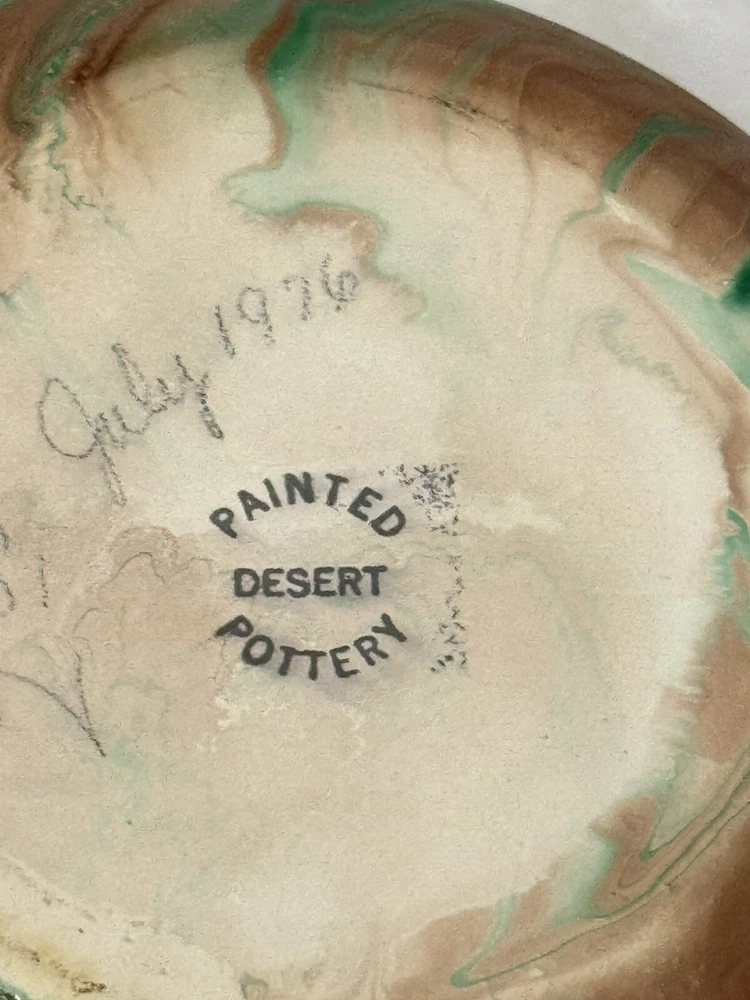 July 1976
PAINTED
DESERT
POTTERY